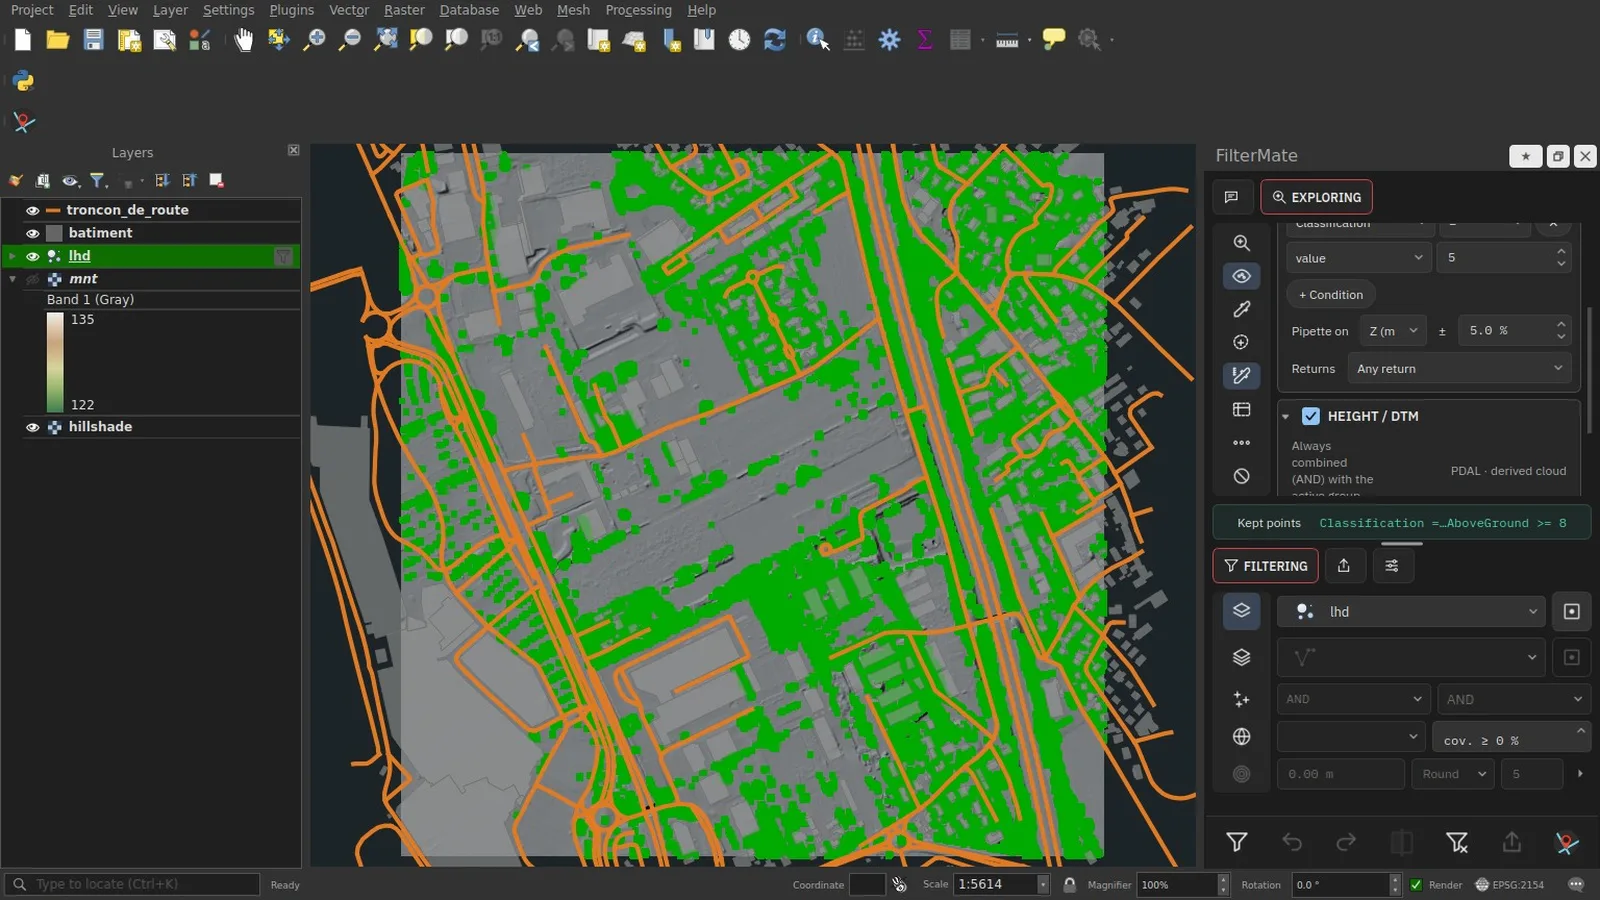 Project Edit View Layer Settings Plugins Vector Raster Database Web Mesh Processing Help
Layers
troncon_de_route
batiment
lhd
mnt
Band 1 (Gray)
135
122
hillshade
FilterMate
EXPLORING
Classification =
value 5
+ Condition
Pipette on Z (m ± 5.0 %
Returns Any return
HEIGHT / DTM
Always
combined
(AND) with the
active group
PDAL · derived cloud
Kept points Classification =…AboveGround >= 8
FILTERING
lhd
AND AND
cov. ≥ 0 %
0.00 m Round 5
Type to locate (Ctrl+K) Ready Coordinate Scale 1:5614 Magnifier 100% Rotation 0.0 ° Render EPSG:2154